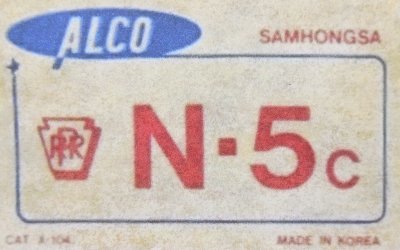 ALCO
SAMHONGSA
PRR
N·5c
CAT. X-104.
MADE IN KOREA